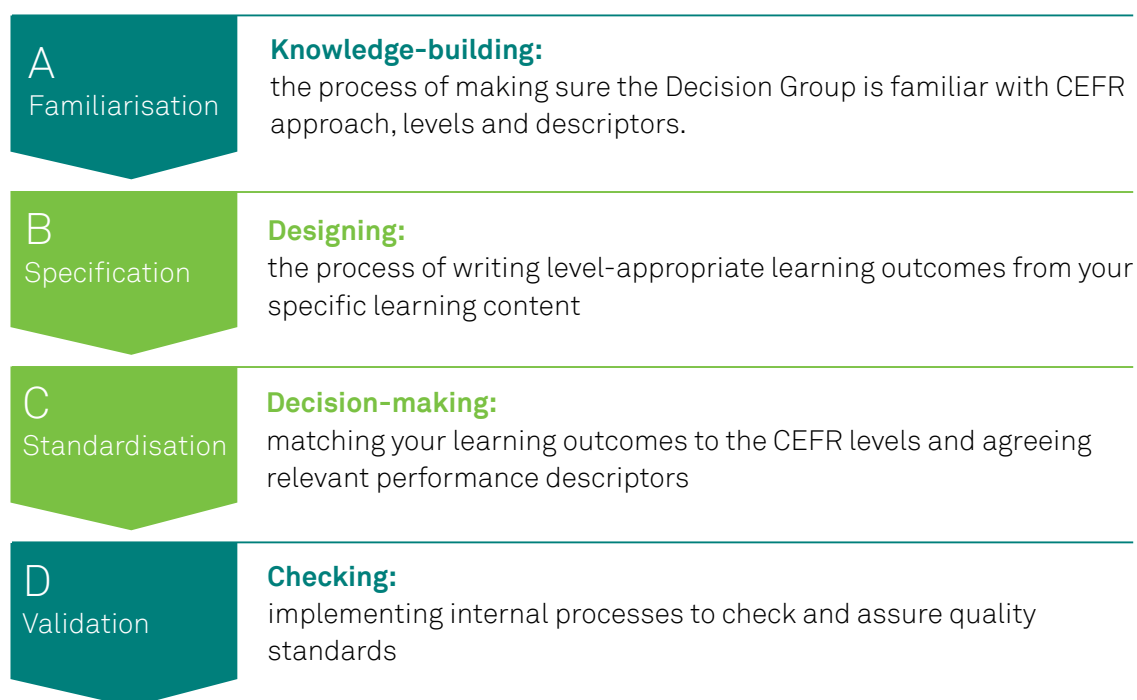 A
Familiarisation
Knowledge-building:
the process of making sure the Decision Group is familiar with CEFR
approach, levels and descriptors.
B
Specification
Designing:
the process of writing level-appropriate learning outcomes from your
specific learning content
C
Standardisation
Decision-making:
matching your learning outcomes to the CEFR levels and agreeing
relevant performance descriptors
D
Validation
Checking:
implementing internal processes to check and assure quality
standards